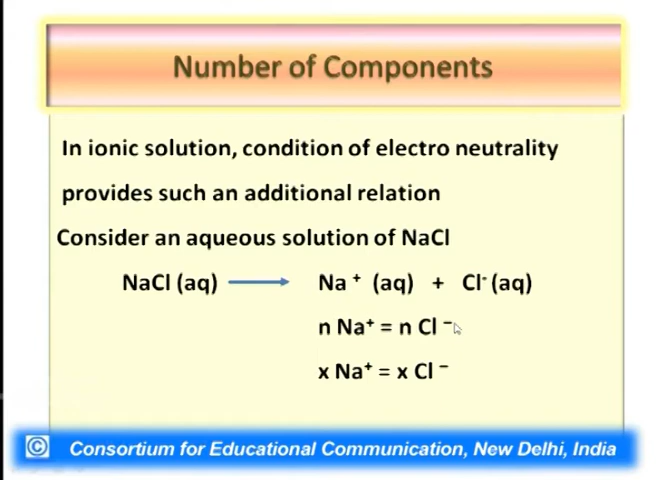 Number of Components
In ionic solution, condition of electro neutrality
provides such an additional relation
Consider an aqueous solution of NaCl
NaCl (aq) ⟶ Na⁺ (aq) + Cl⁻ (aq)
n Na⁺ = n Cl⁻
x Na⁺ = x Cl⁻
© Consortium for Educational Communication, New Delhi, India